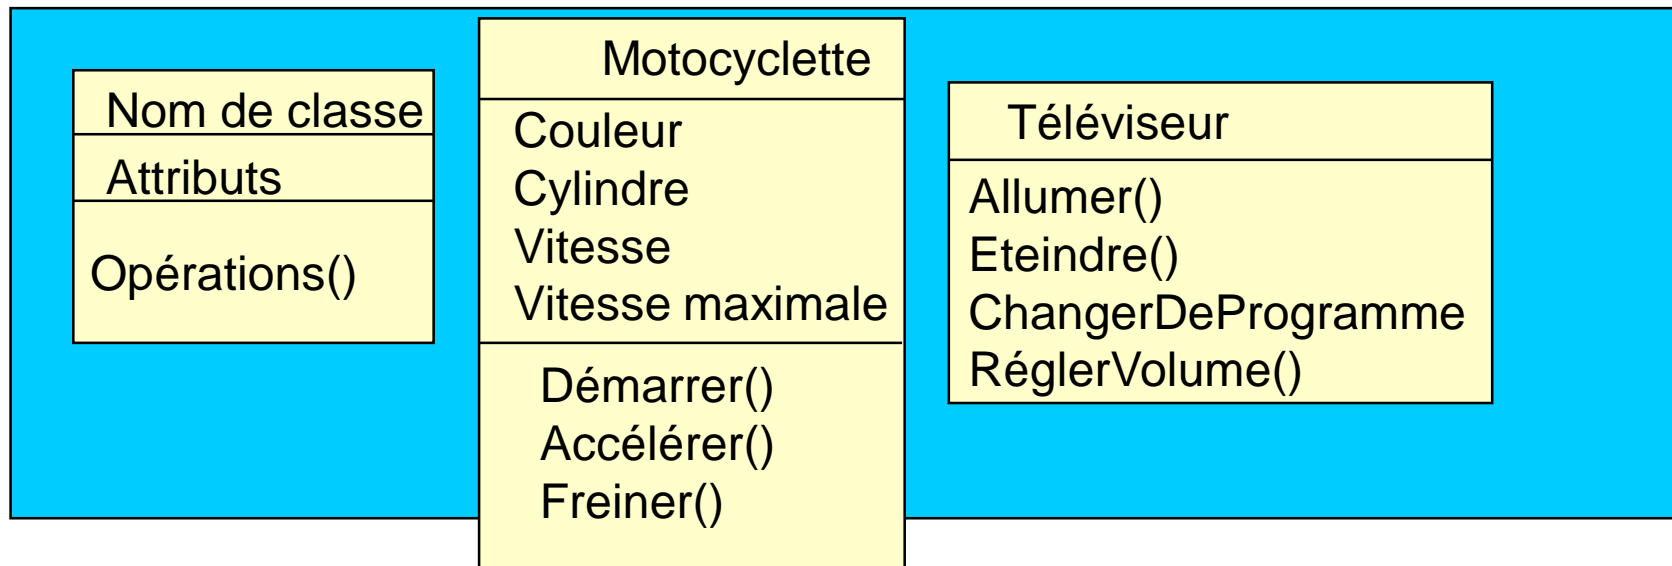 Nom de classe
Attributs
Opérations()
Motocyclette
Couleur
Cylindre
Vitesse
Vitesse maximale
Démarrer()
Accélérer()
Freiner()
Téléviseur
Allumer()
Eteindre()
ChangerDeProgramme
RéglerVolume()